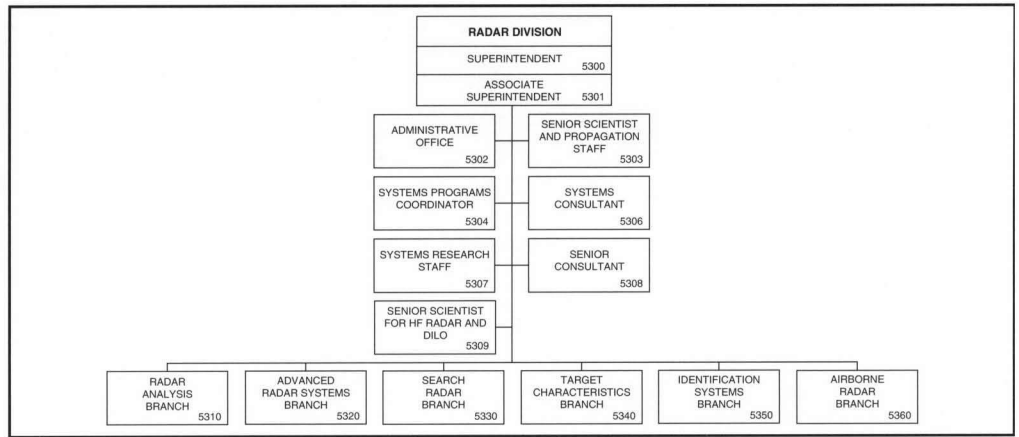 RADAR DIVISION
SUPERINTENDENT
5300
ASSOCIATE
SUPERINTENDENT 5301
ADMINISTRATIVE
OFFICE
5302
SENIOR SCIENTIST
AND PROPAGATION
STAFF
5303
SYSTEMS PROGRAMS
COORDINATOR
5304
SYSTEMS
CONSULTANT
5306
SYSTEMS RESEARCH
STAFF
5307
SENIOR
CONSULTANT
5308
SENIOR SCIENTIST
FOR HF RADAR AND
DILO
5309
RADAR
ANALYSIS
BRANCH
5310
ADVANCED
RADAR SYSTEMS
BRANCH
5320
SEARCH
RADAR
BRANCH
5330
TARGET
CHARACTERISTICS
BRANCH
5340
IDENTIFICATION
SYSTEMS
BRANCH
5350
AIRBORNE
RADAR
BRANCH
5360